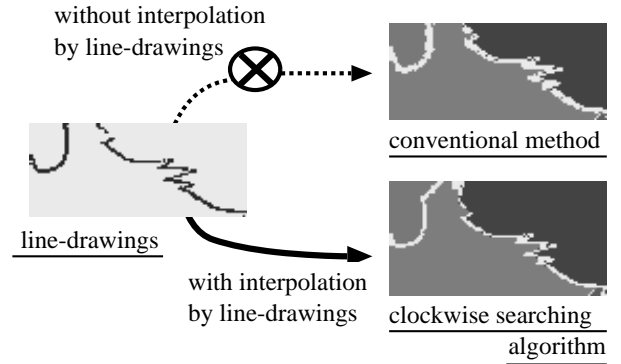 without interpolation
by line-drawings
conventional method
line-drawings
with interpolation
by line-drawings
clockwise searching
algorithm